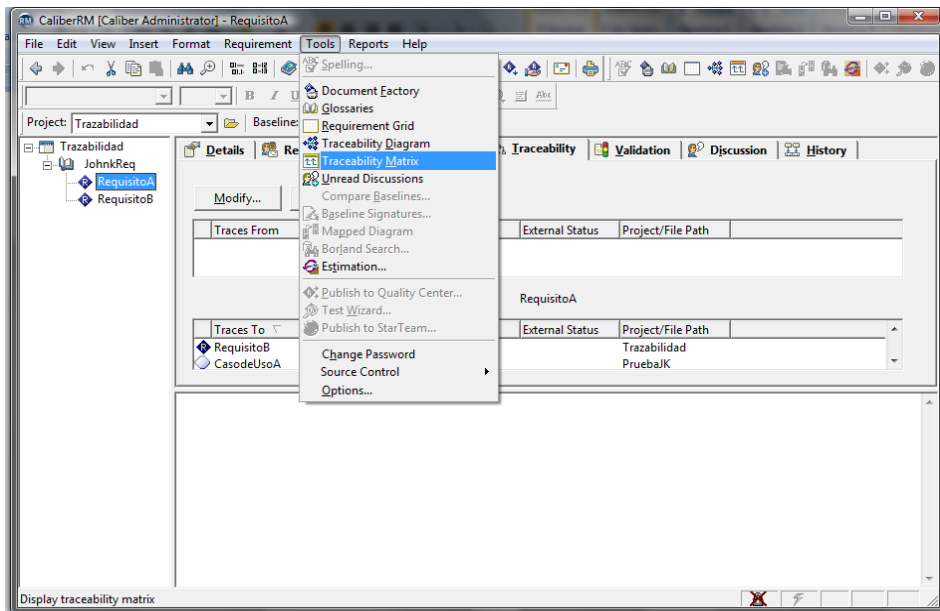 CaliberRM [Caliber Administrator] - RequisitoA
File Edit View Insert Format Requirement Tools Reports Help
Spelling...
B I U
Abc
Document Factory
Project: Trazabilidad Baseline:
Glossaries
Requirement Grid
Traceability Diagram
Traceability Matrix
Unread Discussions
Compare Baselines...
Baseline Signatures...
Mapped Diagram
Borland Search...
Estimation...
Publish to Quality Center...
Test Wizard...
Publish to StarTeam...
Change Password
Source Control
Options...
Trazabilidad
JohnkReq
RequisitoA
RequisitoB
Details Re Traceability Validation Discussion History
Modify...
Traces From External Status Project/File Path
RequisitoA
Traces To External Status Project/File Path
RequisitoB Trazabilidad
CasodeUsoA PruebaJK
Display traceability matrix